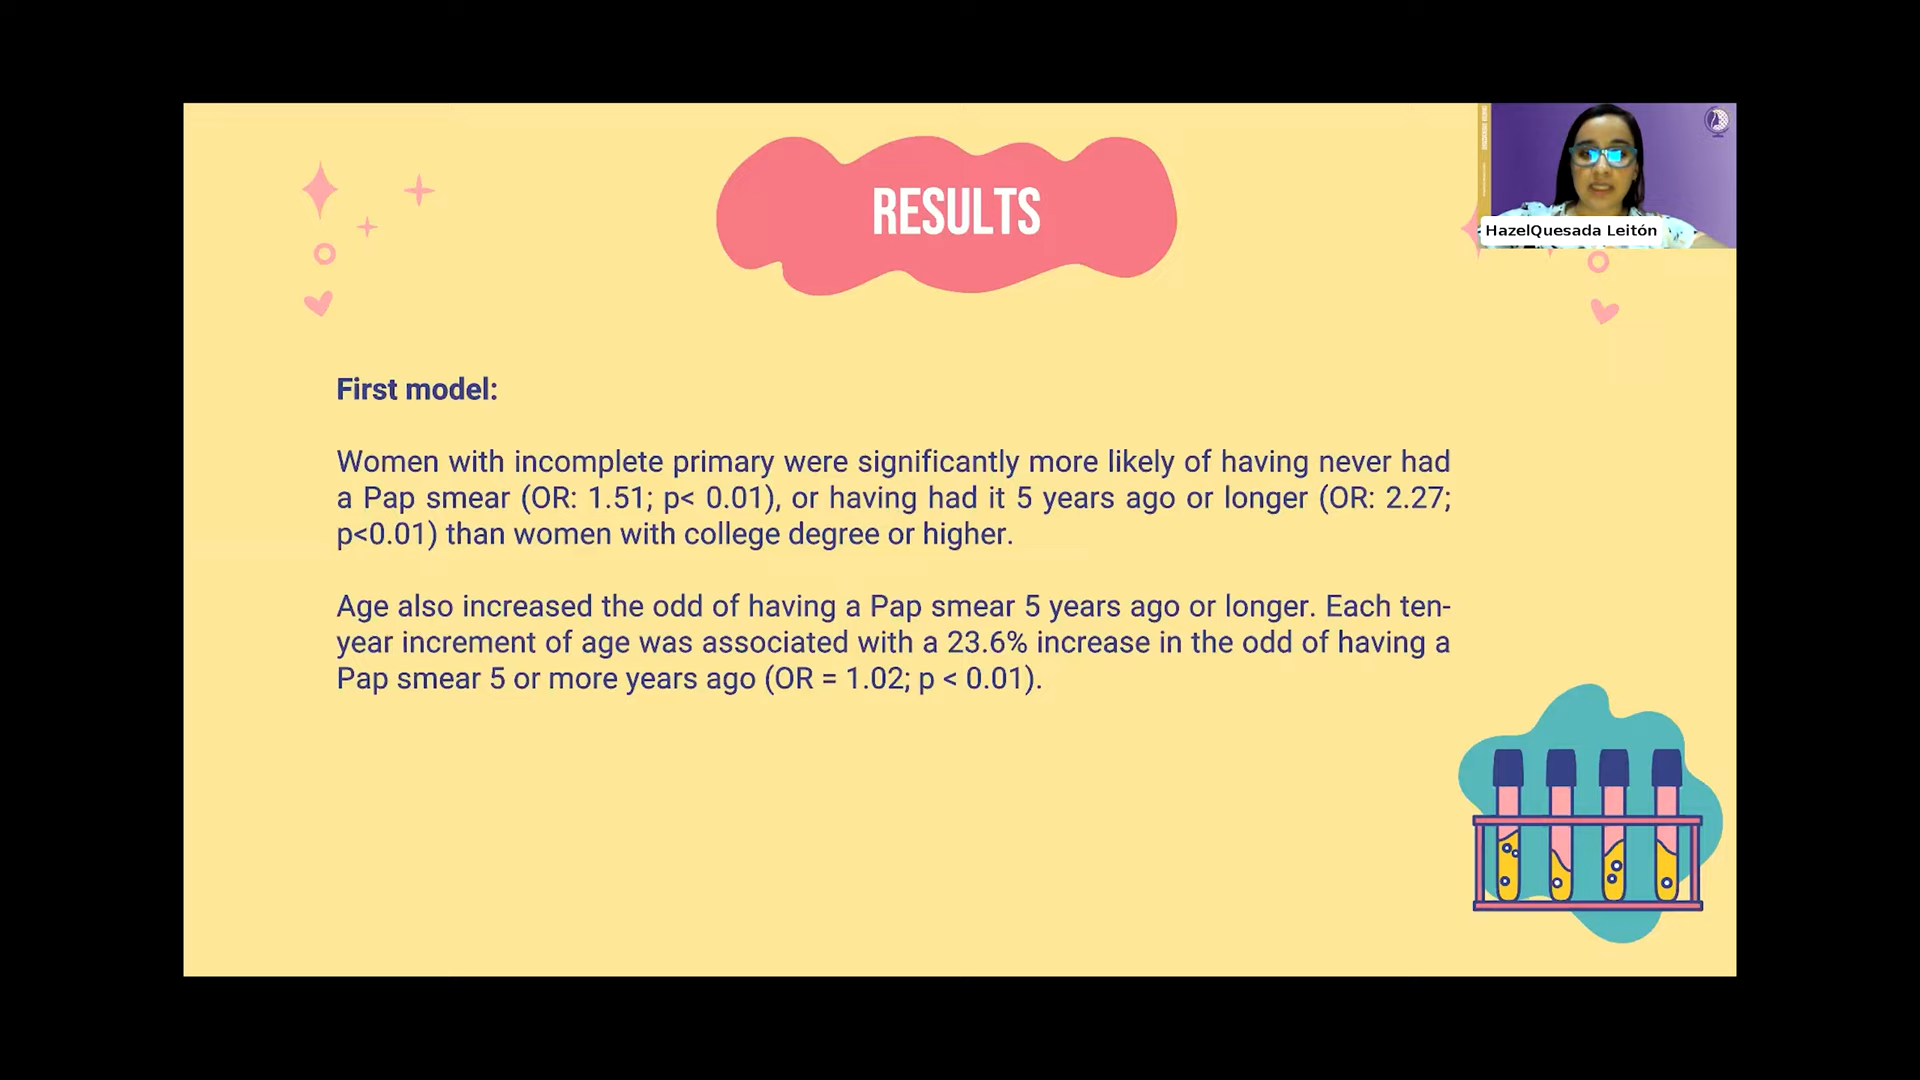 RESULTS
HazelQuesada Leitón
First model:
Women with incomplete primary were significantly more likely of having never had
a Pap smear (OR: 1.51; p< 0.01), or having had it 5 years ago or longer (OR: 2.27;
p<0.01) than women with college degree or higher.
Age also increased the odd of having a Pap smear 5 years ago or longer. Each ten-
year increment of age was associated with a 23.6% increase in the odd of having a
Pap smear 5 or more years ago (OR = 1.02; p < 0.01).